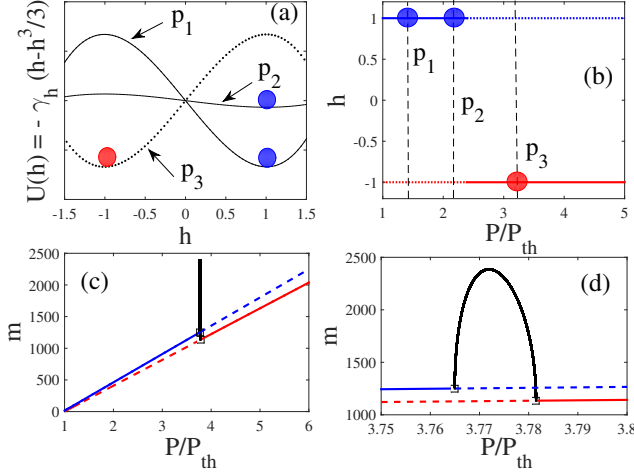 (a)
p1
p2
p3
U(h) = - γh (h-h^3/3)
-1.5 -1 -0.5 0 0.5 1 1.5
h
(b)
1
0.5
0
-0.5
-1
h
p1
p2
p3
1 2 3 4 5
P/Pth
(c)
2500
2000
1500
1000
500
0
m
1 2 3 4 5 6
P/Pth
(d)
2500
2000
1500
1000
m
3.75 3.76 3.77 3.78 3.79 3.8
P/Pth